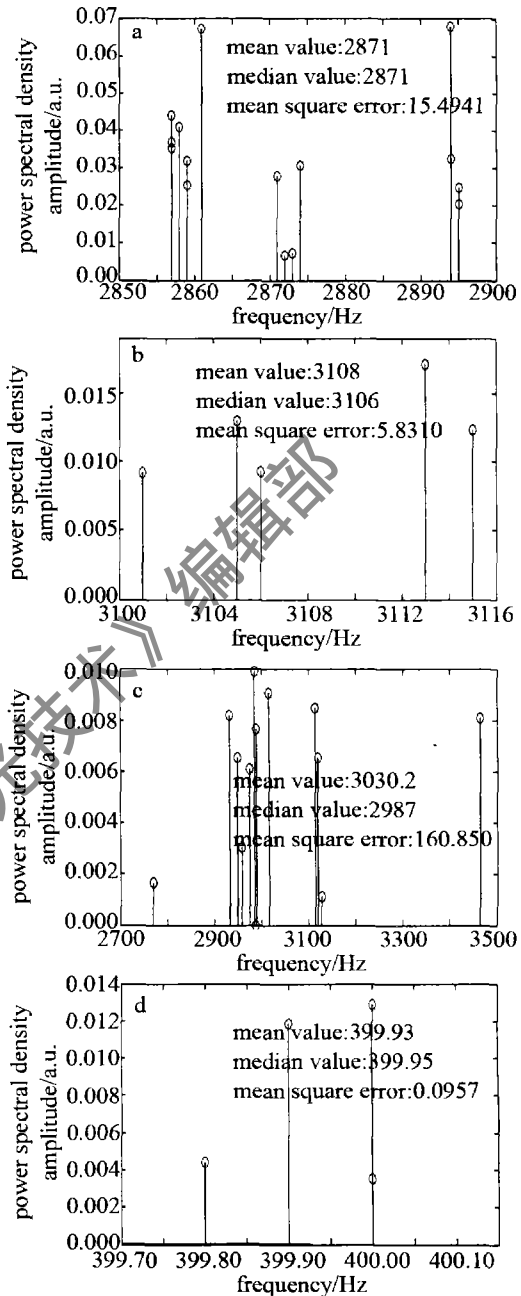 a
mean value:2871
median value:2871
mean square error:15.4941
power spectral density
amplitude/a.u.
0.07
0.06
0.05
0.04
0.03
0.02
0.01
0.00
2850 2860 2870 2880 2890 2900
frequency/Hz
b
mean value:3108
median value:3106
mean square error:5.8310
power spectral density
amplitude/a.u.
0.015
0.010
0.005
0.000
3100 3104 3108 3112 3116
frequency/Hz
c
mean value:3030.2
median value:2987
mean square error:160.850
power spectral density
amplitude/a.u.
0.010
0.008
0.006
0.004
0.002
0.000
2700 2900 3100 3300 3500
frequency/Hz
d
mean value:399.93
median value:399.95
mean square error:0.0957
power spectral density
amplitude/a.u.
0.014
0.012
0.010
0.008
0.006
0.004
0.002
0.000
399.70 399.80 399.90 400.00 400.10
frequency/Hz
技术》编辑部